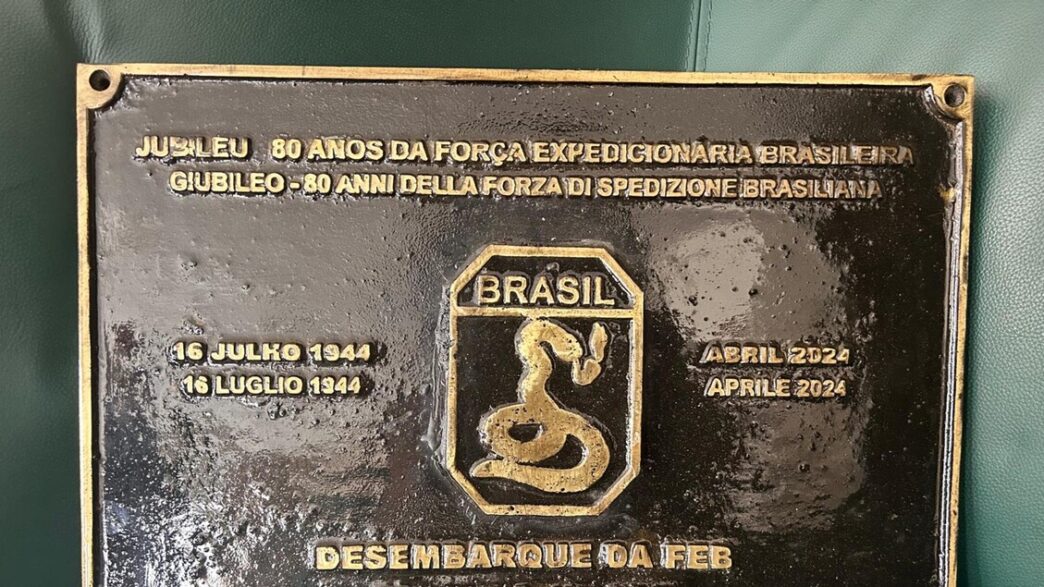 JUBILEU 80 ANOS DA FORÇA EXPEDICIONARIA BRASILEIRA
GIUBILEO - 80 ANNI DELLA FORZA DI SPEDIZIONE BRASILIANA
BRASIL
16 JULHO 1944
16 LUGLIO 1944
ABRIL 2024
APRILE 2024
DESEMBARQUE DA FEB